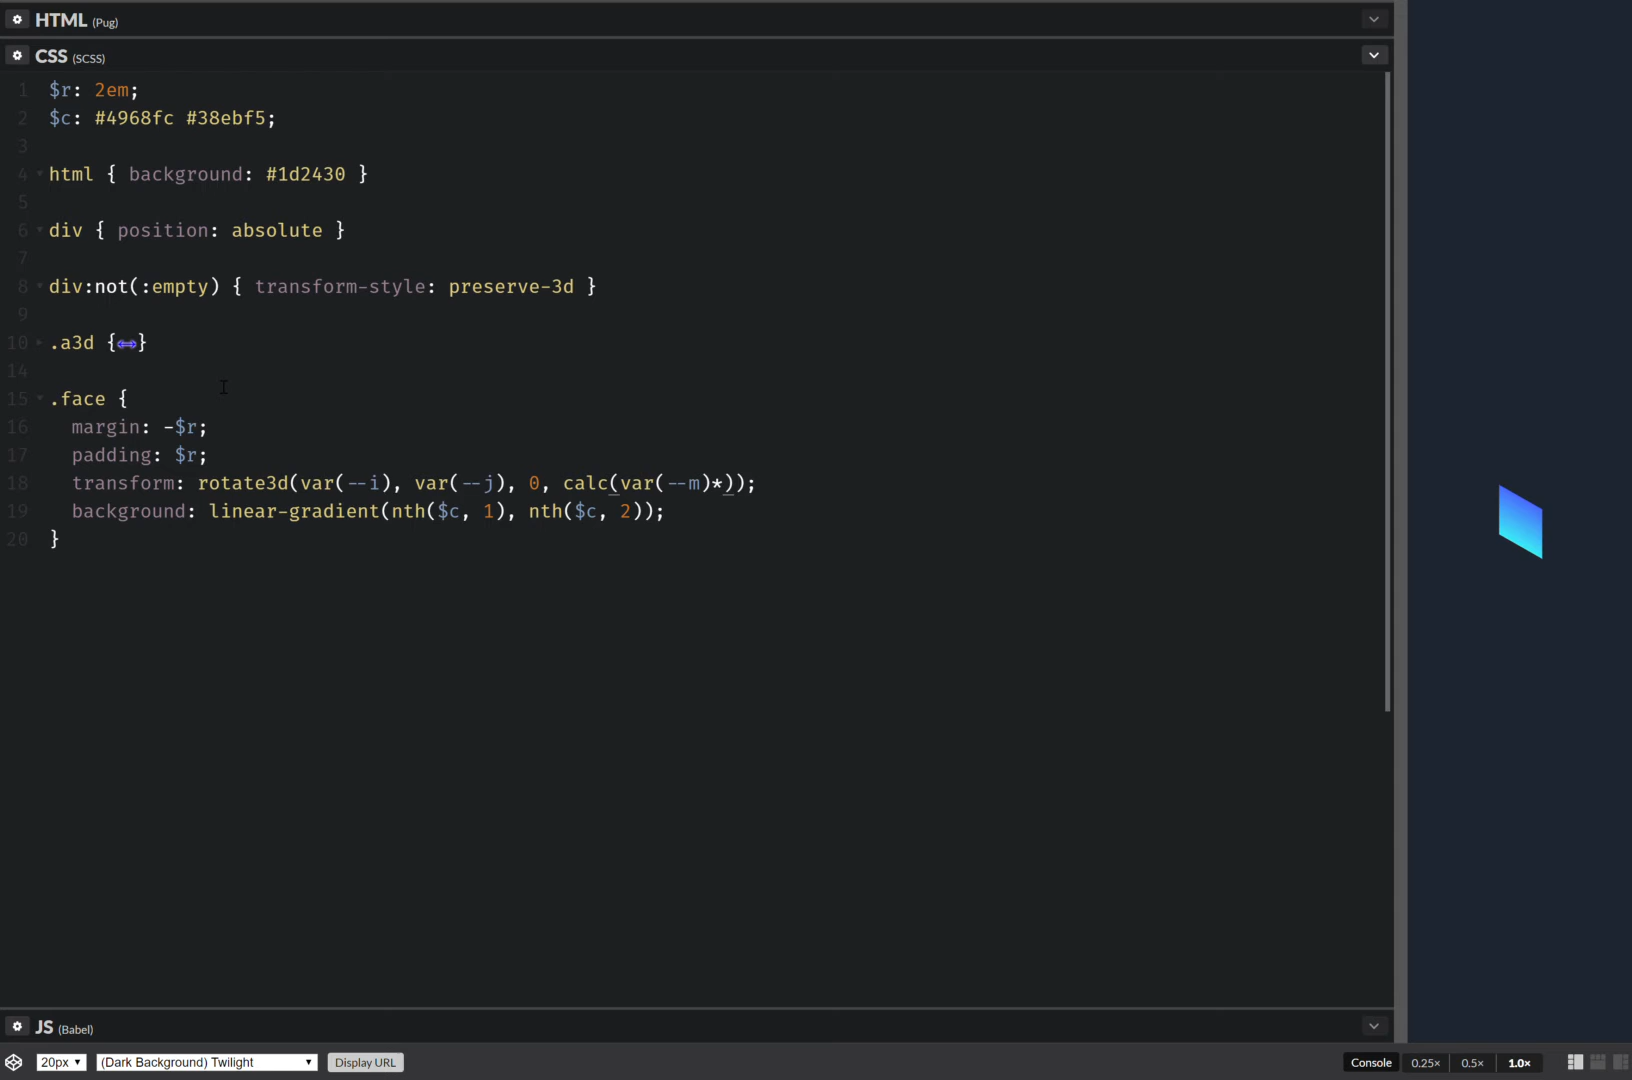 HTML (Pug)
CSS (SCSS)
1 $r: 2em;
2 $c: #4968fc #38ebf5;
3
4 html { background: #1d2430 }
5
6 div { position: absolute }
7
8 div:not(:empty) { transform-style: preserve-3d }
9
10 .a3d {↔}
14
15 .face {
16 margin: -$r;
17 padding: $r;
18 transform: rotate3d(var(--i), var(--j), 0, calc(var(--m)*));
19 background: linear-gradient(nth($c, 1), nth($c, 2));
20 }
JS (Babel)
20px (Dark Background) Twilight Display URL Console 0.25× 0.5× 1.0×